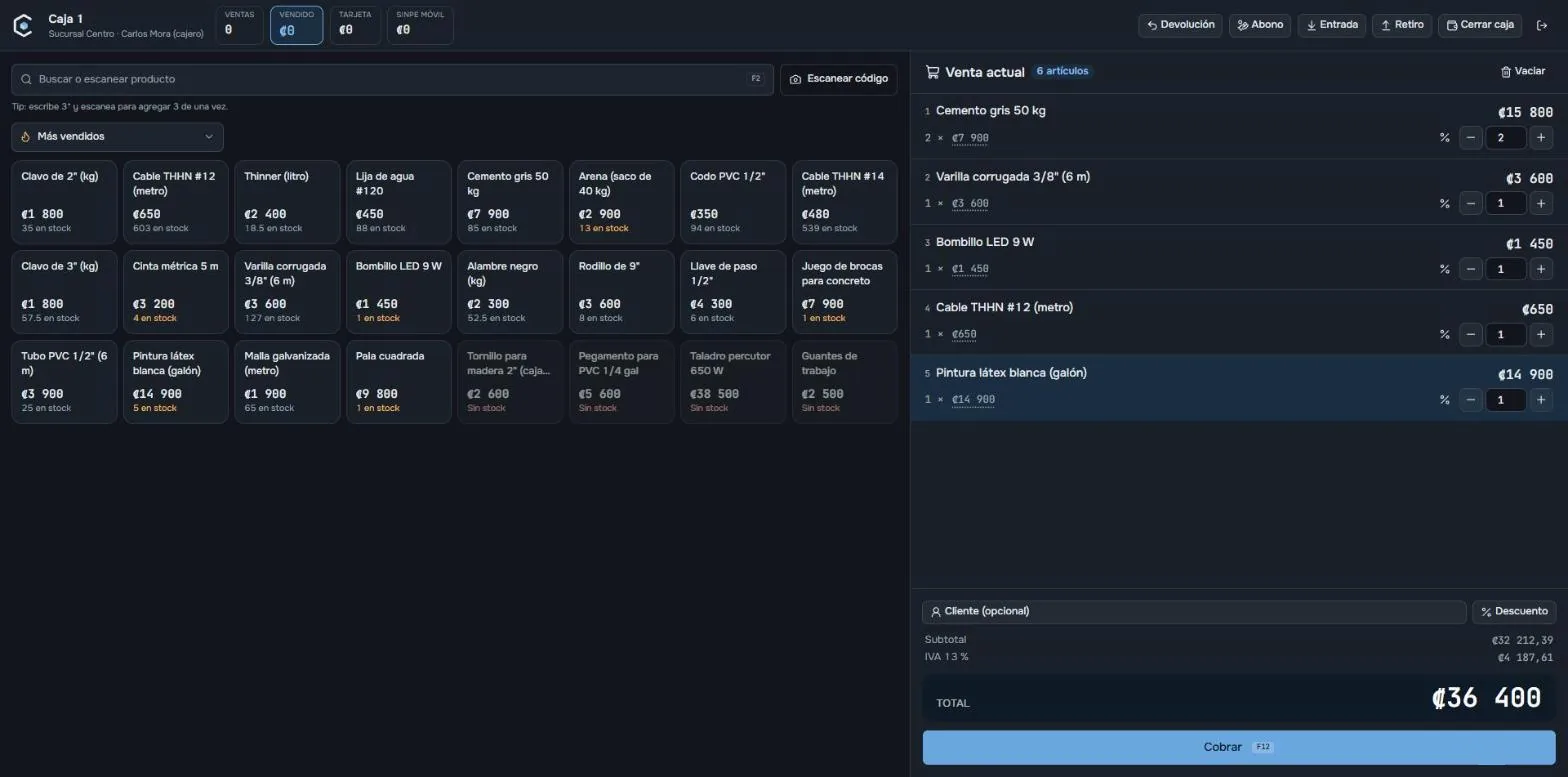 Caja 1
Sucursal Centro · Carlos Mora (cajero)
VENTAS
0
VENDIDO
₡0
TARJETA
₡0
SINPE MÓVIL
₡0
Devolución
Abono
Entrada
Retiro
Cerrar caja
Buscar o escanear producto
F2
Escanear código
Tip: escribe 3* y escanea para agregar 3 de una vez.
Más vendidos
Clavo de 2" (kg)
₡1 800
35 en stock
Cable THHN #12
(metro)
₡650
603 en stock
Thinner (litro)
₡2 400
18.5 en stock
Lija de agua
#120
₡450
88 en stock
Cemento gris 50
kg
₡7 900
85 en stock
Arena (saco de
40 kg)
₡2 900
13 en stock
Codo PVC 1/2"
₡350
94 en stock
Cable THHN #14
(metro)
₡480
539 en stock
Clavo de 3" (kg)
₡1 800
57.5 en stock
Cinta métrica 5 m
₡3 200
4 en stock
Varilla corrugada
3/8" (6 m)
₡3 600
127 en stock
Bombillo LED 9 W
₡1 450
1 en stock
Alambre negro
(kg)
₡2 300
52.5 en stock
Rodillo de 9"
₡3 600
8 en stock
Llave de paso
1/2"
₡4 300
6 en stock
Juego de brocas
para concreto
₡7 900
1 en stock
Tubo PVC 1/2" (6
m)
₡3 900
25 en stock
Pintura látex
blanca (galón)
₡14 900
5 en stock
Malla galvanizada
(metro)
₡1 900
65 en stock
Pala cuadrada
₡9 800
1 en stock
Tornillo para
madera 2" (caja...
₡2 600
Sin stock
Pegamento para
PVC 1/4 gal
₡5 600
Sin stock
Taladro percutor
650 W
₡38 500
Sin stock
Guantes de
trabajo
₡2 500
Sin stock
Venta actual 6 artículos
Vaciar
1 Cemento gris 50 kg ₡15 800
2 × ₡7 900 % − 2 +
2 Varilla corrugada 3/8" (6 m) ₡3 600
1 × ₡3 600 % − 1 +
3 Bombillo LED 9 W ₡1 450
1 × ₡1 450 % − 1 +
4 Cable THHN #12 (metro) ₡650
1 × ₡650 % − 1 +
5 Pintura látex blanca (galón) ₡14 900
1 × ₡14 900 % − 1 +
Cliente (opcional)
% Descuento
Subtotal ₡32 212,39
IVA 13 % ₡4 187,61
TOTAL ₡36 400
Cobrar F12